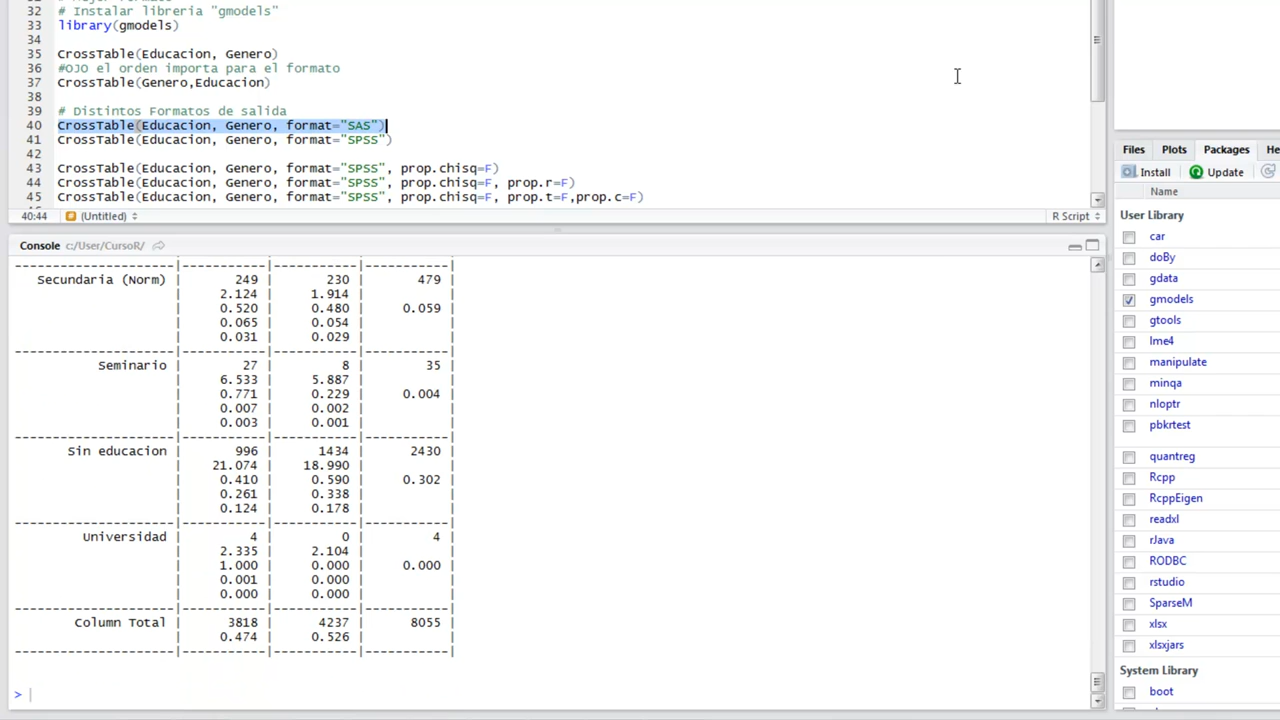 32 # Instalar libreria "gmodels"
33 library(gmodels)
34
35 CrossTable(Educacion, Genero)
36 #OJO el orden importa para el formato
37 CrossTable(Genero,Educacion)
38
39 # Distintos Formatos de salida
40 CrossTable(Educacion, Genero, format="SAS")
41 CrossTable(Educacion, Genero, format="SPSS")
42
43 CrossTable(Educacion, Genero, format="SPSS", prop.chisq=F)
44 CrossTable(Educacion, Genero, format="SPSS", prop.chisq=F, prop.r=F)
45 CrossTable(Educacion, Genero, format="SPSS", prop.chisq=F, prop.t=F,prop.c=F)
40:44 (Untitled) R Script
Console c:/User/CursoR/
---------------------|-----------|-----------|-----------|
Secundaria (Norm) | 249 | 230 | 479 |
| 2.124 | 1.914 | |
| 0.520 | 0.480 | 0.059 |
| 0.065 | 0.054 | |
| 0.031 | 0.029 | |
---------------------|-----------|-----------|-----------|
Seminario | 27 | 8 | 35 |
| 6.533 | 5.887 | |
| 0.771 | 0.229 | 0.004 |
| 0.007 | 0.002 | |
| 0.003 | 0.001 | |
---------------------|-----------|-----------|-----------|
Sin educacion | 996 | 1434 | 2430 |
| 21.074 | 18.990 | |
| 0.410 | 0.590 | 0.302 |
| 0.261 | 0.338 | |
| 0.124 | 0.178 | |
---------------------|-----------|-----------|-----------|
Universidad | 4 | 0 | 4 |
| 2.335 | 2.104 | |
| 1.000 | 0.000 | 0.000 |
| 0.001 | 0.000 | |
| 0.000 | 0.000 | |
---------------------|-----------|-----------|-----------|
Column Total | 3818 | 4237 | 8055 |
| 0.474 | 0.526 | |
---------------------|-----------|-----------|-----------|
>
Files Plots Packages He
Install Update
Name
User Library
car
doBy
gdata
gmodels
gtools
lme4
manipulate
minqa
nloptr
pbkrtest
quantreg
Rcpp
RcppEigen
readxl
rJava
RODBC
rstudio
SparseM
xlsx
xlsxjars
System Library
boot